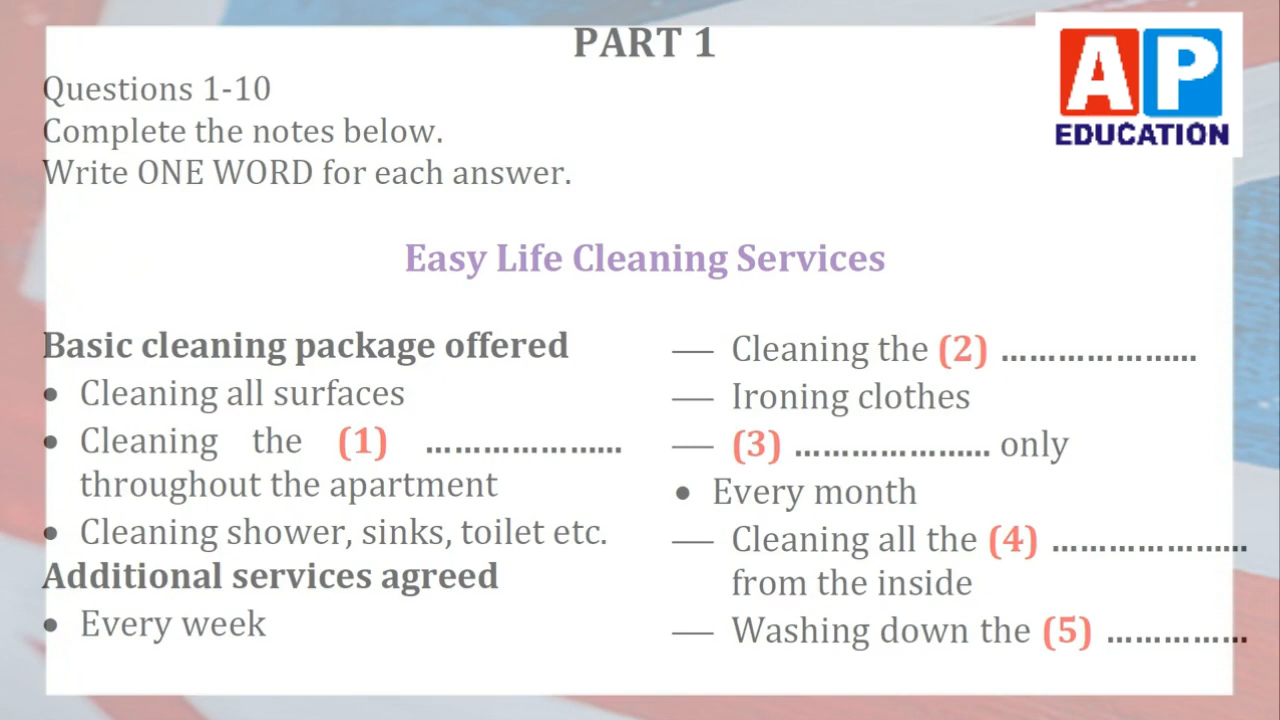 PART 1
AP
EDUCATION
Questions 1-10
Complete the notes below.
Write ONE WORD for each answer.
Easy Life Cleaning Services
Basic cleaning package offered
• Cleaning all surfaces
• Cleaning the (1) .....................
throughout the apartment
• Cleaning shower, sinks, toilet etc.
Additional services agreed
• Every week
— Cleaning the (2) .....................
— Ironing clothes
— (3) ..................... only
• Every month
— Cleaning all the (4) .....................
from the inside
— Washing down the (5) ...............